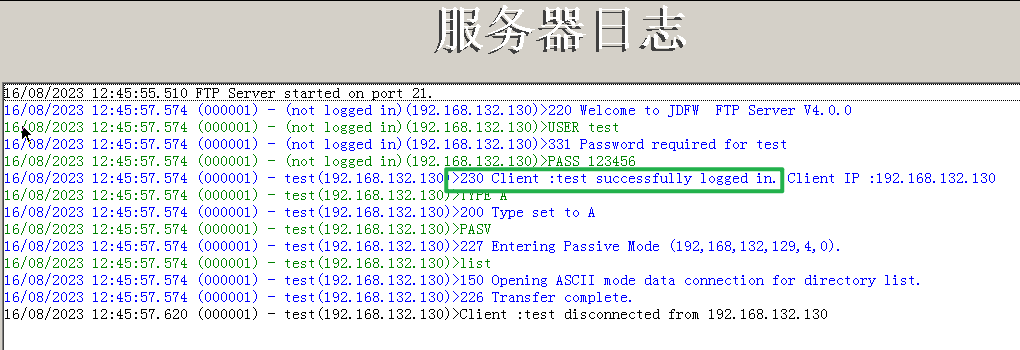 服务器日志
16/08/2023 12:45:55.510 FTP Server started on port 21.
16/08/2023 12:45:57.574 (000001) - (not logged in)(192.168.132.130)>220 Welcome to JDFW  FTP Server V4.0.0
16/08/2023 12:45:57.574 (000001) - (not logged in)(192.168.132.130)>USER test
16/08/2023 12:45:57.574 (000001) - (not logged in)(192.168.132.130)>331 Password required for test
16/08/2023 12:45:57.574 (000001) - (not logged in)(192.168.132.130)>PASS 123456
16/08/2023 12:45:57.574 (000001) - test(192.168.132.130)>230 Client :test successfully logged in. Client IP :192.168.132.130
16/08/2023 12:45:57.574 (000001) - test(192.168.132.130)>TYPE A
16/08/2023 12:45:57.574 (000001) - test(192.168.132.130)>200 Type set to A
16/08/2023 12:45:57.574 (000001) - test(192.168.132.130)>PASV
16/08/2023 12:45:57.574 (000001) - test(192.168.132.130)>227 Entering Passive Mode (192,168,132,129,4,0).
16/08/2023 12:45:57.574 (000001) - test(192.168.132.130)>list
16/08/2023 12:45:57.574 (000001) - test(192.168.132.130)>150 Opening ASCII mode data connection for directory list.
16/08/2023 12:45:57.574 (000001) - test(192.168.132.130)>226 Transfer complete.
16/08/2023 12:45:57.620 (000001) - test(192.168.132.130)>Client :test disconnected from 192.168.132.130